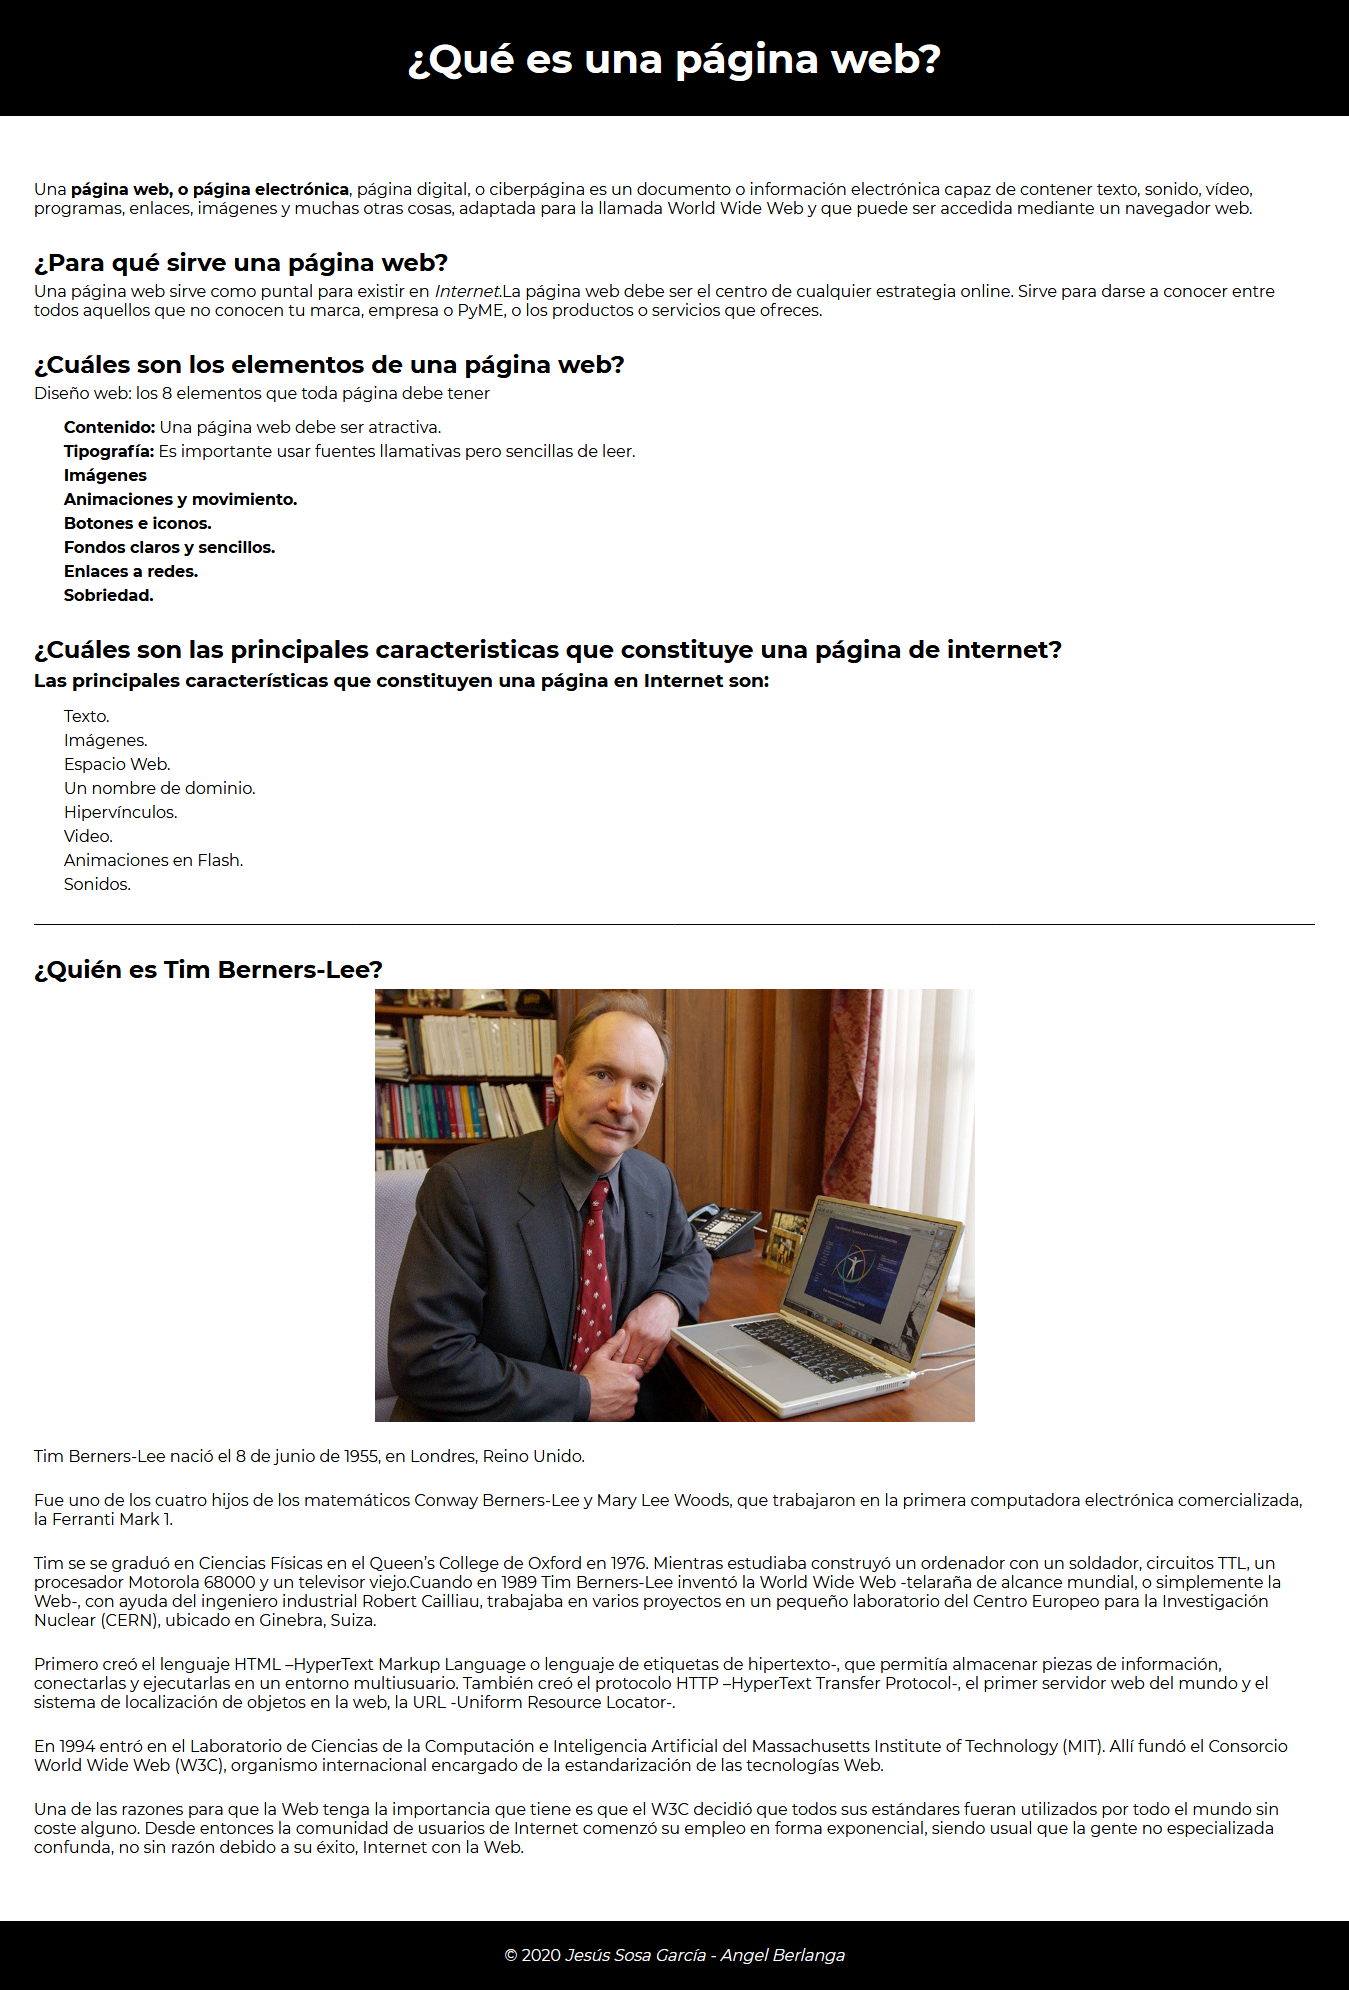 ¿Qué es una página web?
Una página web, o página electrónica, página digital, o ciberpágina es un documento o información electrónica capaz de contener texto, sonido, vídeo,
programas, enlaces, imágenes y muchas otras cosas, adaptada para la llamada World Wide Web y que puede ser accedida mediante un navegador web.
¿Para qué sirve una página web?
Una página web sirve como puntal para existir en Internet.La página web debe ser el centro de cualquier estrategia online. Sirve para darse a conocer entre
todos aquellos que no conocen tu marca, empresa o PyME, o los productos o servicios que ofreces.
¿Cuáles son los elementos de una página web?
Diseño web: los 8 elementos que toda página debe tener
Contenido: Una página web debe ser atractiva.
Tipografía: Es importante usar fuentes llamativas pero sencillas de leer.
Imágenes
Animaciones y movimiento.
Botones e iconos.
Fondos claros y sencillos.
Enlaces a redes.
Sobriedad.
¿Cuáles son las principales caracteristicas que constituye una página de internet?
Las principales características que constituyen una página en Internet son:
Texto.
Imágenes.
Espacio Web.
Un nombre de dominio.
Hipervínculos.
Video.
Animaciones en Flash.
Sonidos.
¿Quién es Tim Berners-Lee?
Tim Berners-Lee nació el 8 de junio de 1955, en Londres, Reino Unido.
Fue uno de los cuatro hijos de los matemáticos Conway Berners-Lee y Mary Lee Woods, que trabajaron en la primera computadora electrónica comercializada,
la Ferranti Mark 1.
Tim se se graduó en Ciencias Físicas en el Queen's College de Oxford en 1976. Mientras estudiaba construyó un ordenador con un soldador, circuitos TTL, un
procesador Motorola 68000 y un televisor viejo.Cuando en 1989 Tim Berners-Lee inventó la World Wide Web -telaraña de alcance mundial, o simplemente la
Web-, con ayuda del ingeniero industrial Robert Cailliau, trabajaba en varios proyectos en un pequeño laboratorio del Centro Europeo para la Investigación
Nuclear (CERN), ubicado en Ginebra, Suiza.
Primero creó el lenguaje HTML –HyperText Markup Language o lenguaje de etiquetas de hipertexto-, que permitía almacenar piezas de información,
conectarlas y ejecutarlas en un entorno multiusuario. También creó el protocolo HTTP –HyperText Transfer Protocol-, el primer servidor web del mundo y el
sistema de localización de objetos en la web, la URL -Uniform Resource Locator-.
En 1994 entró en el Laboratorio de Ciencias de la Computación e Inteligencia Artificial del Massachusetts Institute of Technology (MIT). Allí fundó el Consorcio
World Wide Web (W3C), organismo internacional encargado de la estandarización de las tecnologías Web.
Una de las razones para que la Web tenga la importancia que tiene es que el W3C decidió que todos sus estándares fueran utilizados por todo el mundo sin
coste alguno. Desde entonces la comunidad de usuarios de Internet comenzó su empleo en forma exponencial, siendo usual que la gente no especializada
confunda, no sin razón debido a su éxito, Internet con la Web.
© 2020 Jesús Sosa García - Angel Berlanga